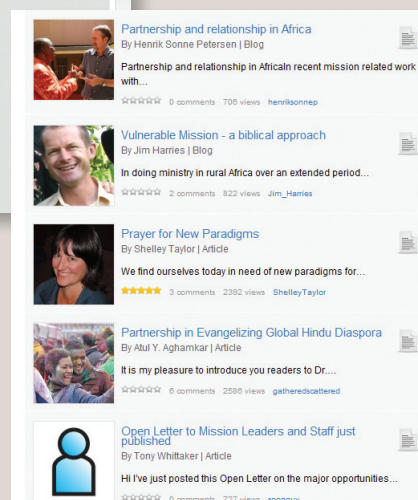 Partnership and relationship in Africa
By Henrik Sonne Petersen | Blog
Partnership and relationship in AfricaIn recent mission related work
with...
0 comments 706 views henriksonnep
Vulnerable Mission - a biblical approach
By Jim Harries | Blog
In doing ministry in rural Africa over an extended period...
2 comments 822 views Jim_Harries
Prayer for New Paradigms
By Shelley Taylor | Article
We find ourselves today in need of new paradigms for...
3 comments 2392 views ShelleyTaylor
Partnership in Evangelizing Global Hindu Diaspora
By Atul Y. Aghamkar | Article
It is my pleasure to introduce you readers to Dr....
6 comments 2586 views gatheredscattered
Open Letter to Mission Leaders and Staff just
published
By Tony Whittaker | Article
Hi I've just posted this Open Letter on the major opportunities...
0 comments 727 views